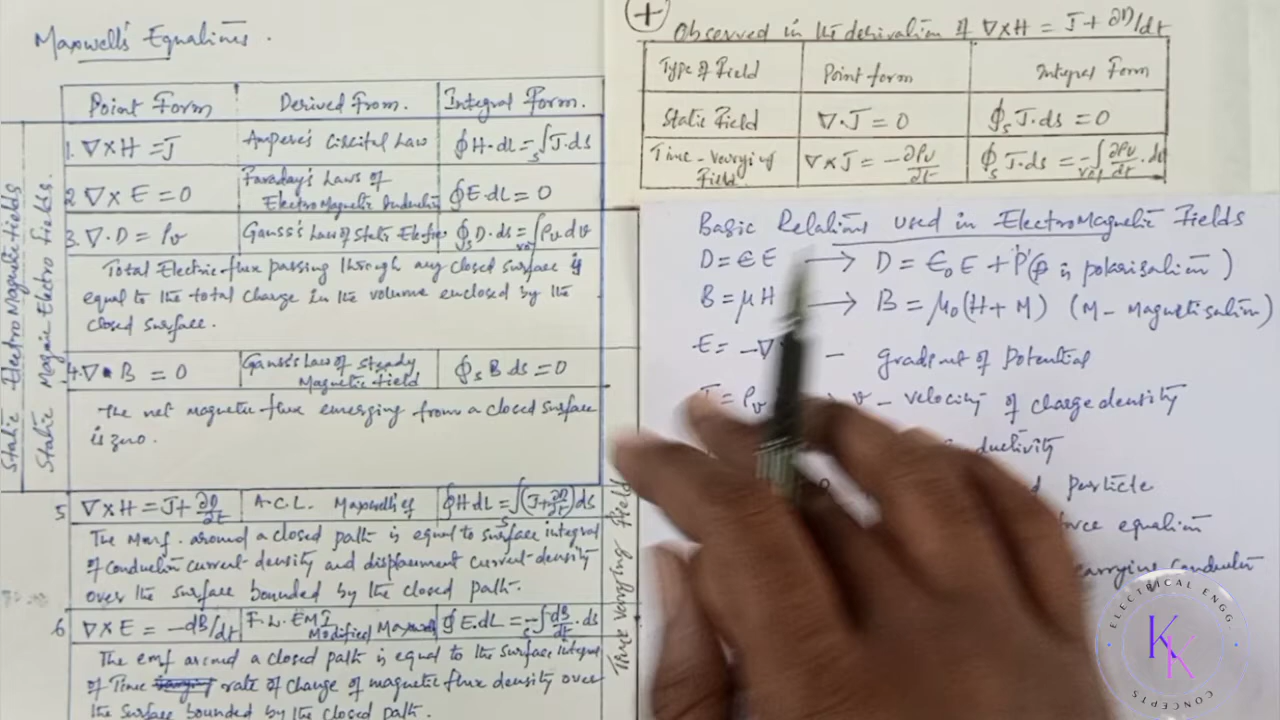 Maxwell's Equations.
Point Form Derived From. Integral Form.
1. ∇×H = J Ampere's Circital Law ∮H·dL = ∫s J·ds
2 ∇× E = 0 Faraday's Laws of ElectroMagnetic Induction ∮E·dL = 0
3. ∇·D = ρv Gauss's Law of Static Electric ∮s D·ds = ∫vol ρv dv
Total Electric flux passing through any closed surface is
equal to the total charge in the volume enclosed by the
closed surface.
4. ∇· B = 0 Gauss's Law of steady Magnetic Field ∮s B ds = 0
The net magnetic flux emerging from a closed surface
is zero.
Static ElectroMagnetic fields
Static Magnetic Electro fields.
5 ∇×H = J+ ∂D/∂t A.C.L. Maxwell's ∮H·dL = ∫s (J+∂D/∂t)ds
The Mmf. around a closed path is equal to surface integral
of conduction current-density and displacement current-density
over the surface bounded by the closed path.
6 ∇×E = -dB/dt F.L. EMI Modified ∮E·dL = -∫s dB/dt·ds
The emf around a closed path is equal to the surface integral
of Time rate of change of magnetic flux density over
the surface bounded by the closed path.
Time varying field
+
Observed in the derivation of ∇×H = J+∂D/dt
Type of Field Point form Integral Form
Static Field ∇·J = 0 ∮s J·ds = 0
Time-Varying Field. ∇×J = -∂ρv/∂t ∮s J·ds = -∫vol ∂ρv/dt · dv
Basic Relations used in ElectroMagnetic Fields
D = ϵE → D = ϵ₀E + P (P is polarisation)
B = μH → B = μ₀(H + M) (M - Magnetisation)
E = -∇ - gradient of Potential
J = ρv v - velocity of charge density
conductivity
particle
force equation
carrying conductor
ELECTRICAL ENGG.
KK
CONCEPTS